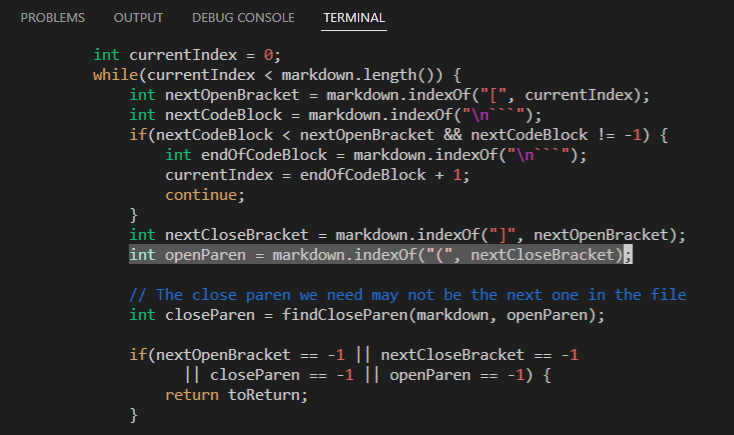 PROBLEMS OUTPUT DEBUG CONSOLE TERMINAL
int currentIndex = 0;
while(currentIndex < markdown.length()) {
    int nextOpenBracket = markdown.indexOf("[", currentIndex);
    int nextCodeBlock = markdown.indexOf("\n```");
    if(nextCodeBlock < nextOpenBracket && nextCodeBlock != -1) {
        int endOfCodeBlock = markdown.indexOf("\n```");
        currentIndex = endOfCodeBlock + 1;
        continue;
    }
    int nextCloseBracket = markdown.indexOf("]", nextOpenBracket);
    int openParen = markdown.indexOf("(", nextCloseBracket);
    // The close paren we need may not be the next one in the file
    int closeParen = findCloseParen(markdown, openParen);
    if(nextOpenBracket == -1 || nextCloseBracket == -1
          || closeParen == -1 || openParen == -1) {
        return toReturn;
    }